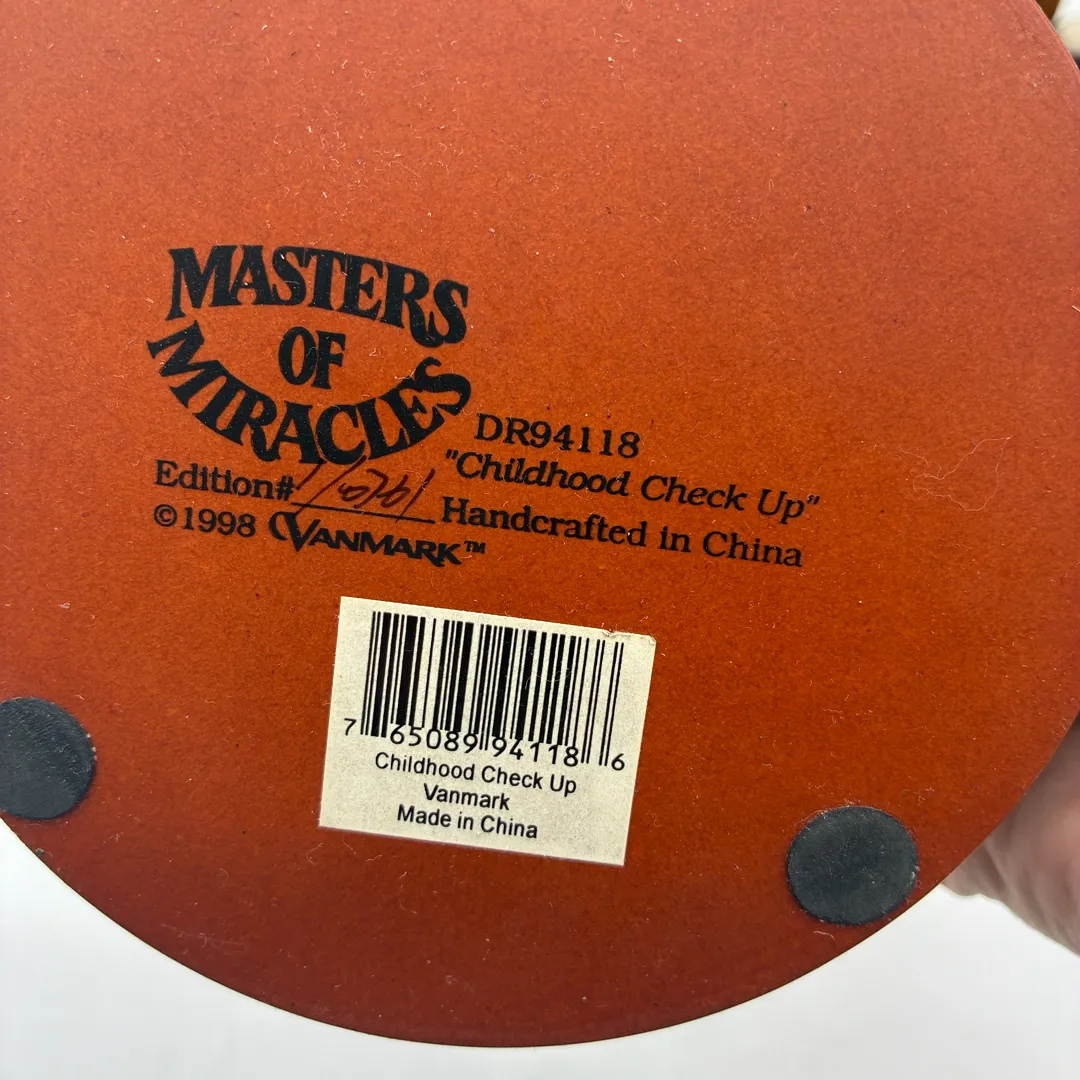 MASTERS
OF
MIRACLES
DR94118
"Childhood Check Up"
Edition#
Handcrafted in China
©1998 VANMARK™
7 65089 94118 6
Childhood Check Up
Vanmark
Made in China